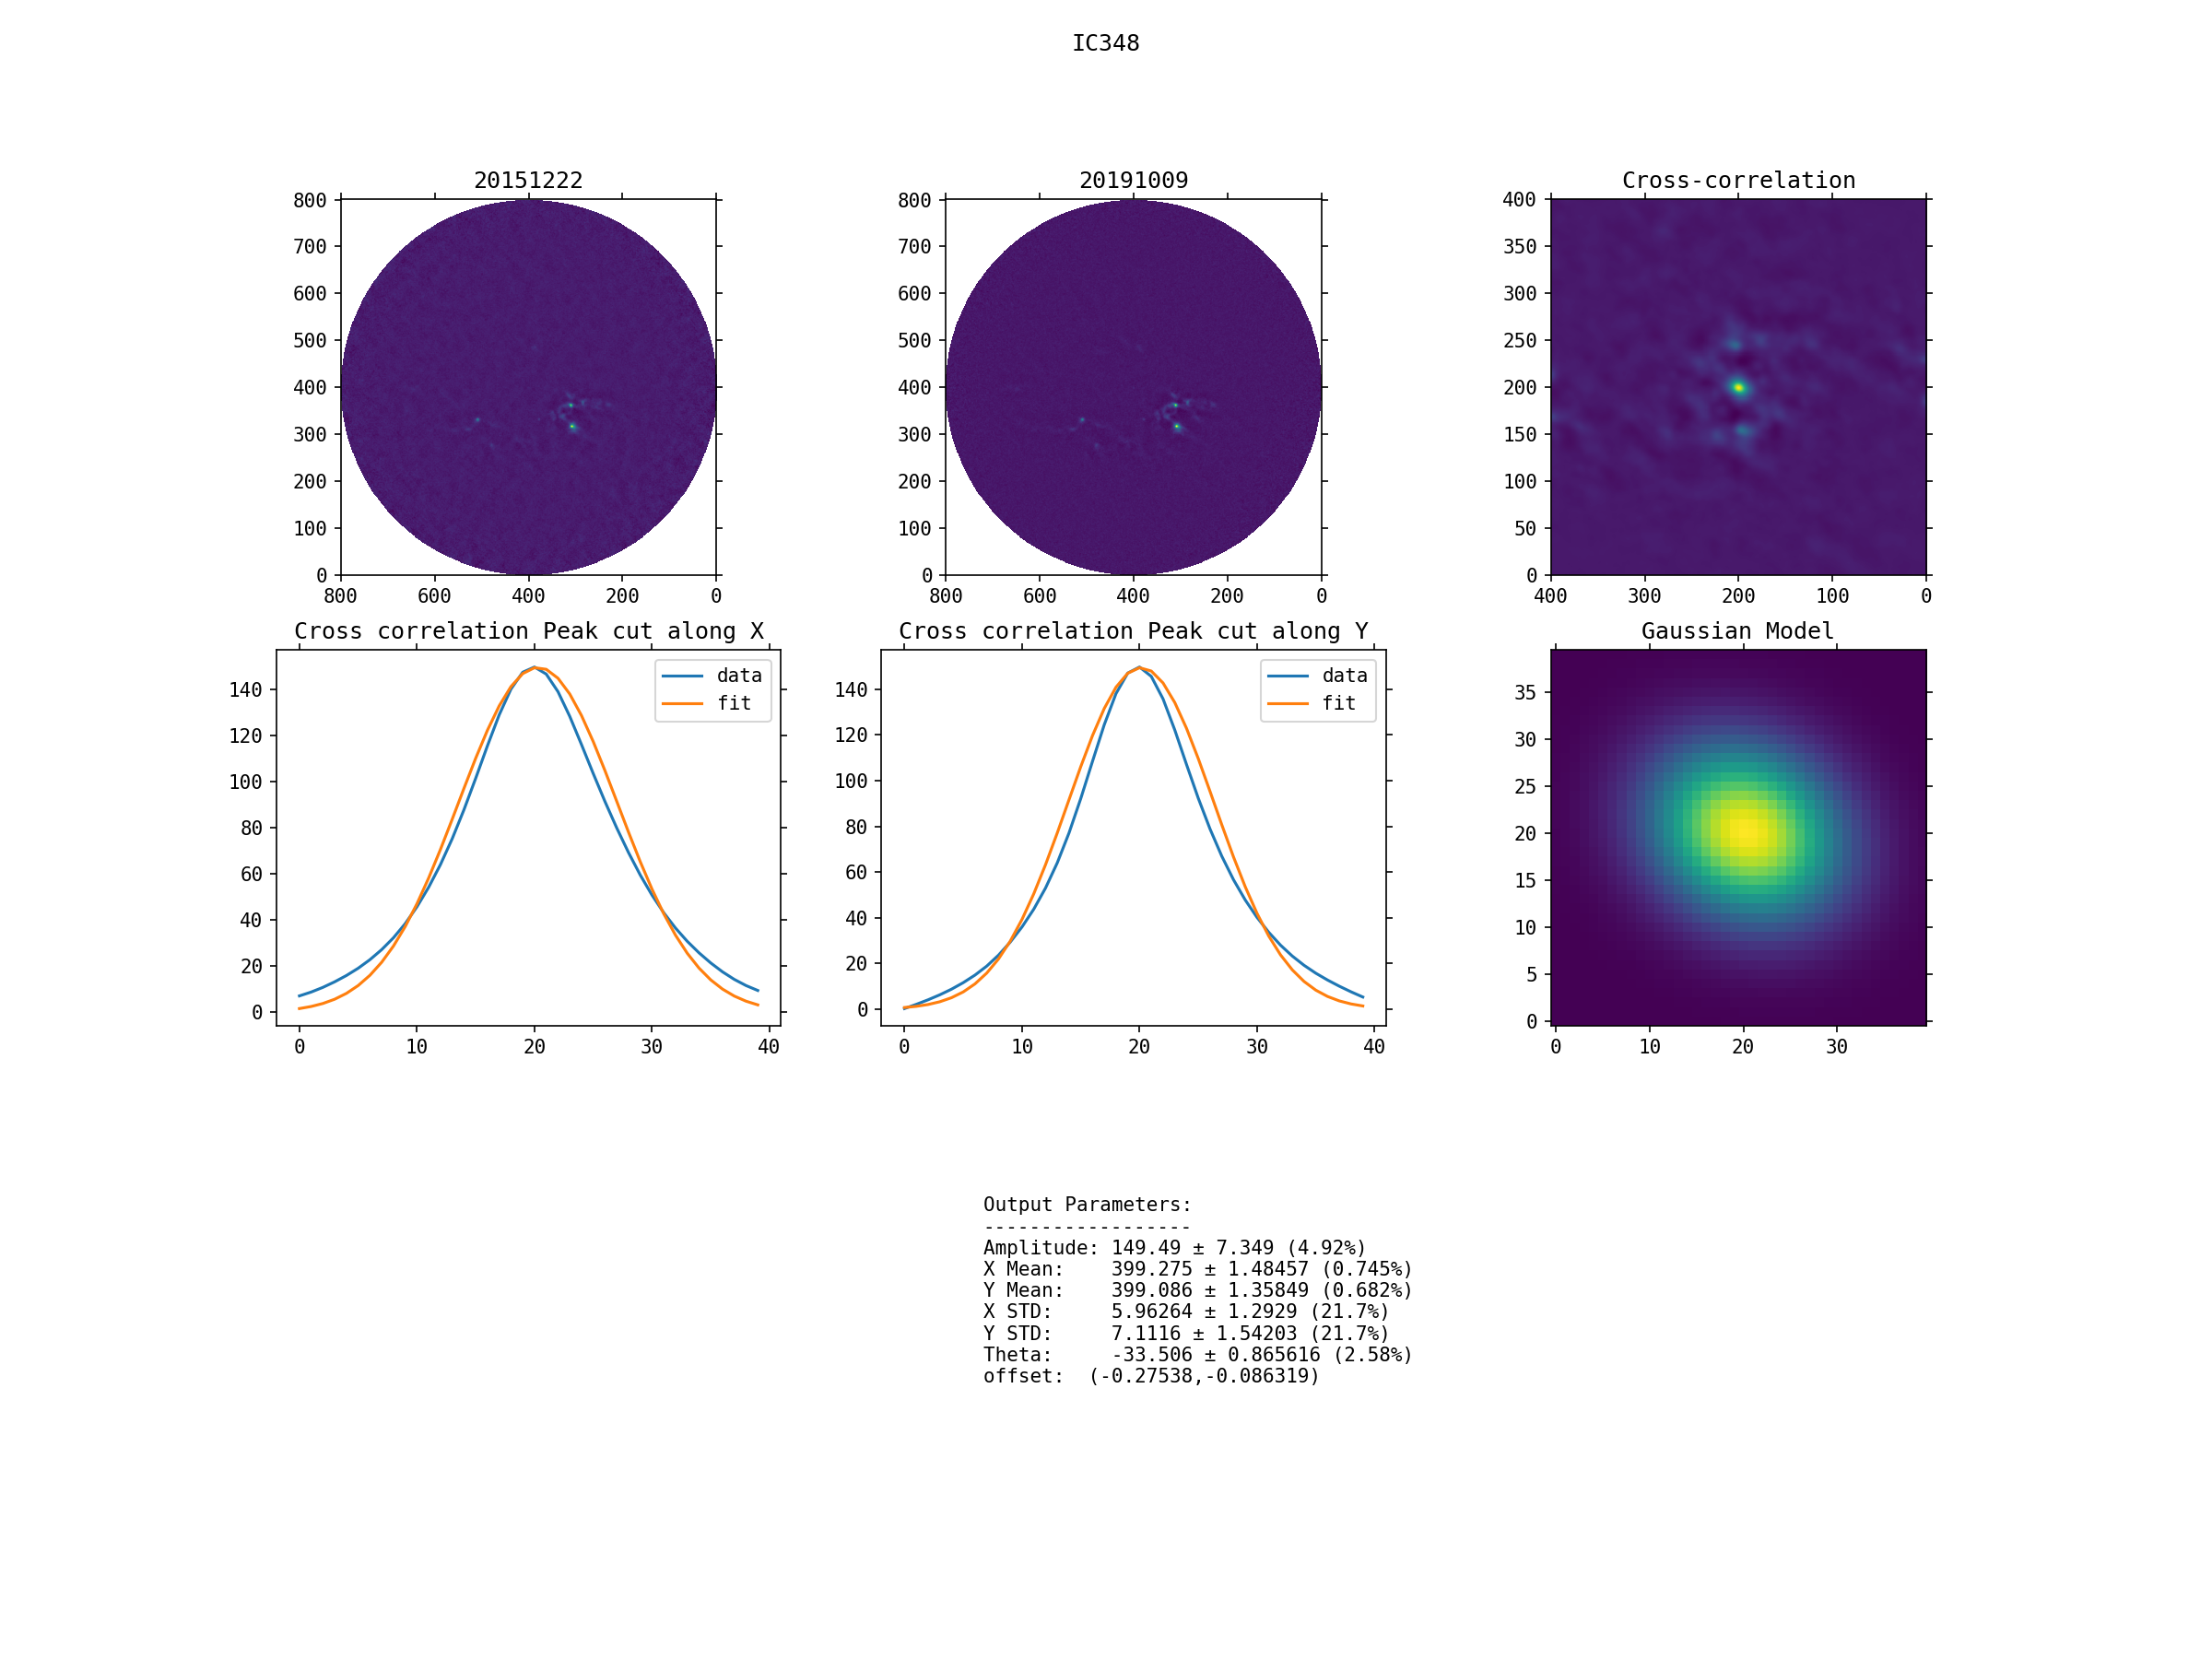 IC348
20151222
20191009
Cross-correlation
800
700
600
500
400
300
200
100
0
800 600 400 200 0
800
700
600
500
400
300
200
100
0
800 600 400 200 0
400
350
300
250
200
150
100
50
0
400 300 200 100 0
Cross correlation Peak cut along X
data
fit
140
120
100
80
60
40
20
0
0 10 20 30 40
Cross correlation Peak cut along Y
data
fit
140
120
100
80
60
40
20
0
0 10 20 30 40
Gaussian Model
35
30
25
20
15
10
5
0
0 10 20 30
Output Parameters:
------------------
Amplitude: 149.49 ± 7.349 (4.92%)
X Mean:    399.275 ± 1.48457 (0.745%)
Y Mean:    399.086 ± 1.35849 (0.682%)
X STD:     5.96264 ± 1.2929 (21.7%)
Y STD:     7.1116 ± 1.54203 (21.7%)
Theta:     -33.506 ± 0.865616 (2.58%)
offset:  (-0.27538,-0.086319)